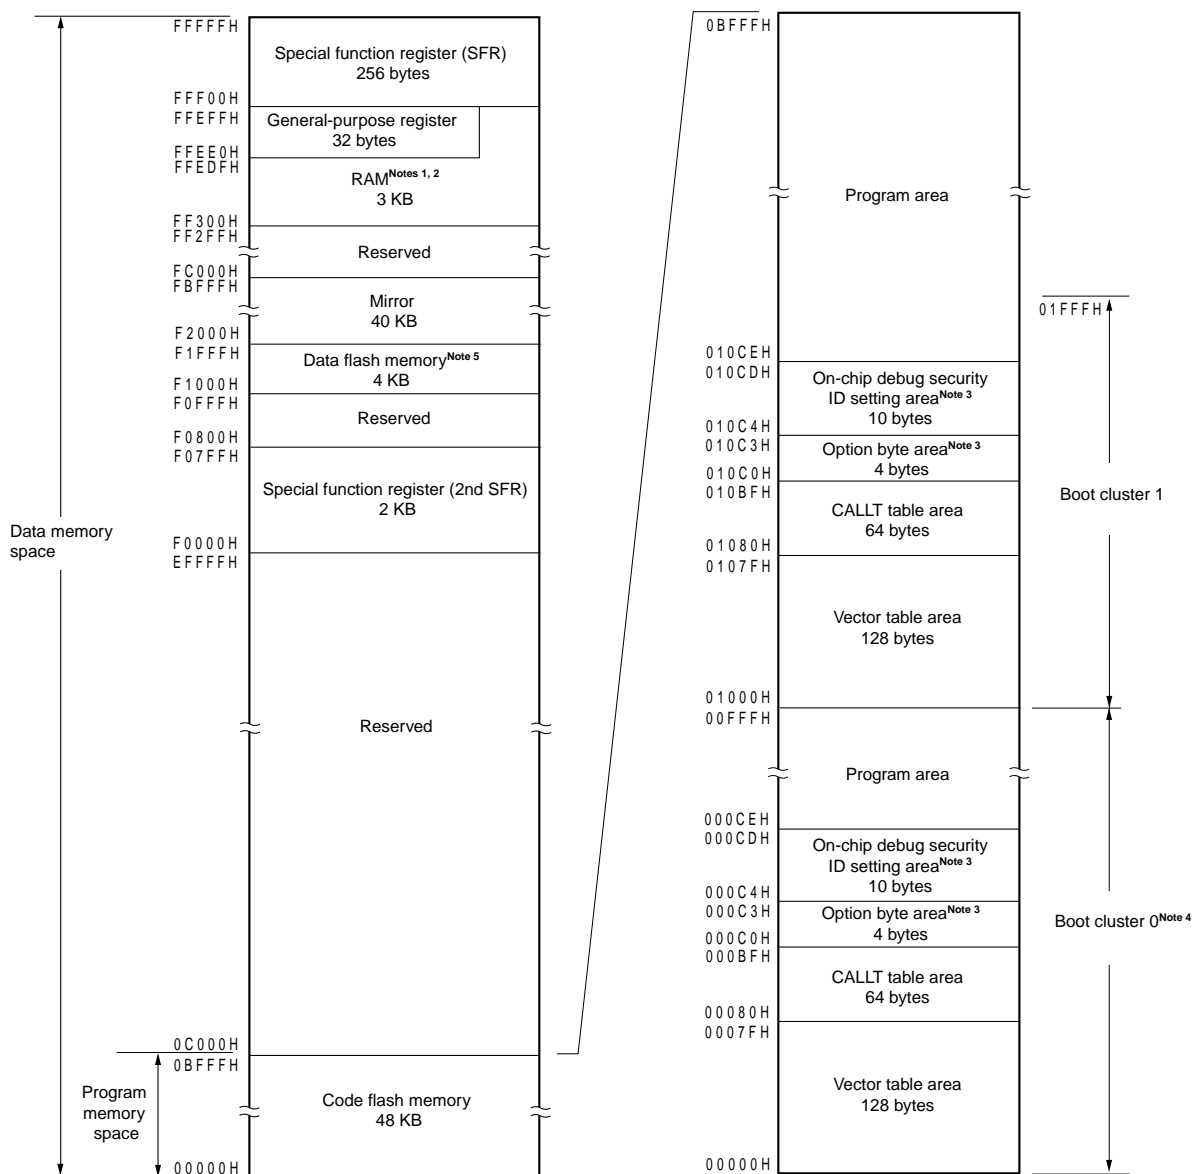 FFFFFH
Special function register (SFR)
256 bytes
FFF00H
FFEFFH
General-purpose register
32 bytes
FFEE0H
FFEDFH
RAMNotes 1, 2
3 KB
FF300H
FF2FFH
Reserved
FC000H
FBFFFH
Mirror
40 KB
F2000H
F1FFFH
Data flash memoryNote 5
4 KB
F1000H
F0FFFH
Reserved
F0800H
F07FFH
Special function register (2nd SFR)
2 KB
F0000H
EFFFFH
Data memory
space
Reserved
0C000H
0BFFFH
Program
memory
space
Code flash memory
48 KB
00000H
0BFFFH
Program area
01FFFH
010CEH
010CDH
On-chip debug security
ID setting areaNote 3
10 bytes
010C4H
010C3H
Option byte areaNote 3
4 bytes
010C0H
010BFH
CALLT table area
64 bytes
Boot cluster 1
01080H
0107FH
Vector table area
128 bytes
01000H
00FFFH
Program area
000CEH
000CDH
On-chip debug security
ID setting areaNote 3
10 bytes
000C4H
000C3H
Option byte areaNote 3
4 bytes
Boot cluster 0Note 4
000C0H
000BFH
CALLT table area
64 bytes
00080H
0007FH
Vector table area
128 bytes
00000H